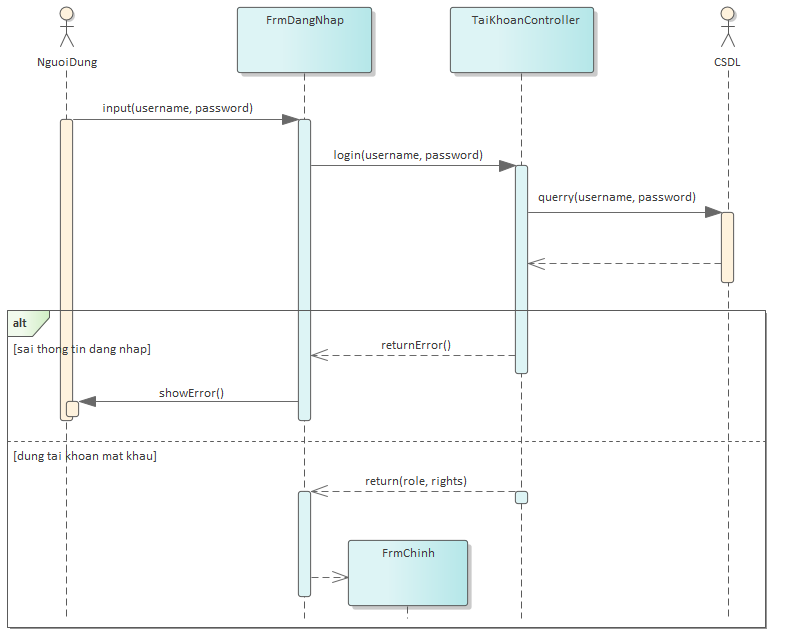 FrmDangNhap
TaiKhoanController
NguoiDung
CSDL
input(username, password)
login(username, password)
querry(username, password)
alt
[sai thong tin dang nhap]
returnError()
showError()
[dung tai khoan mat khau]
return(role, rights)
FrmChinh